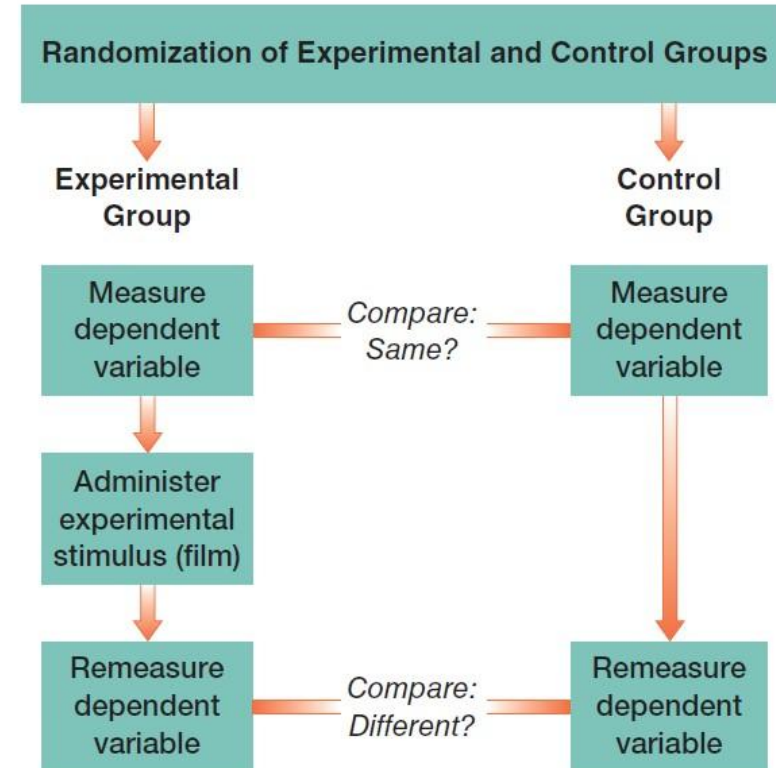 Randomization of Experimental and Control Groups
Experimental
Group
Control
Group
Measure
dependent
variable
Compare:
Same?
Measure
dependent
variable
Administer
experimental
stimulus (film)
Remeasure
dependent
variable
Compare:
Different?
Remeasure
dependent
variable